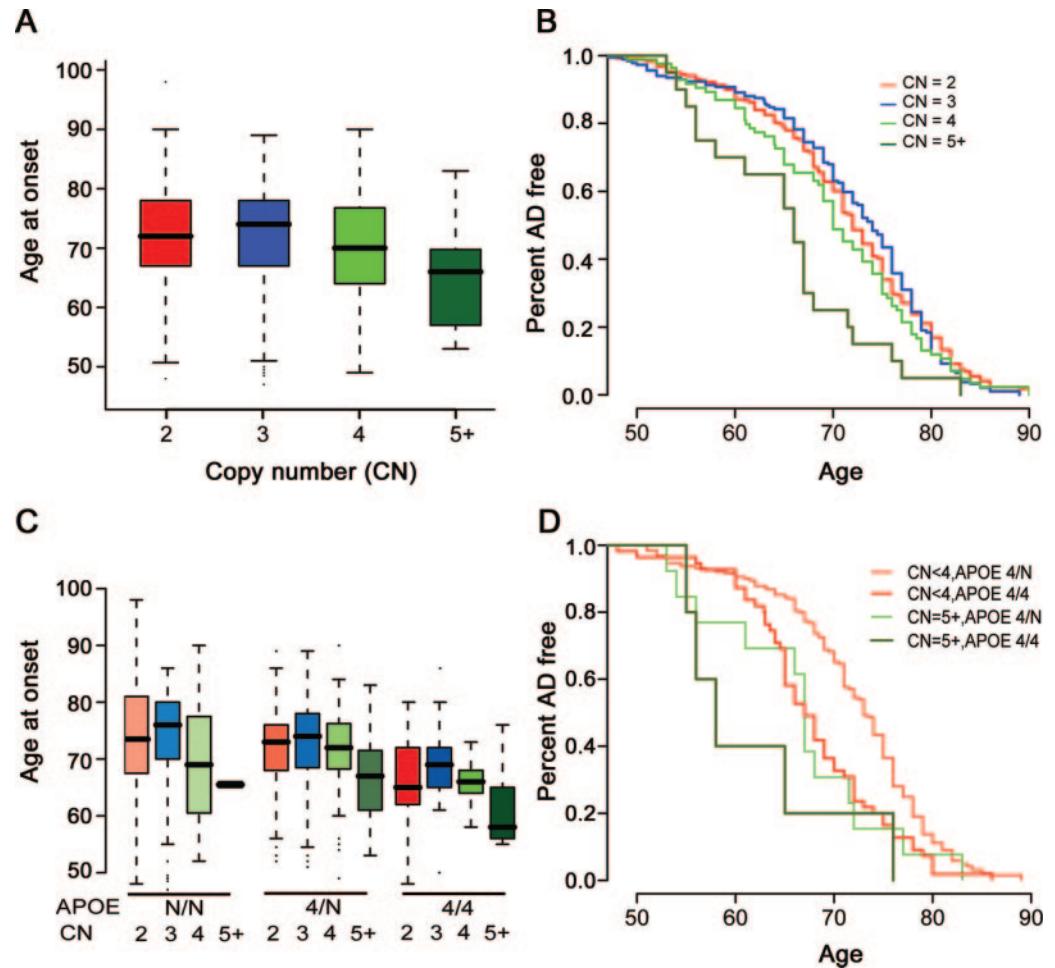 A
Age at onset
100
90
80
70
60
50
2 3 4 5+
Copy number (CN)
B
Percent AD free
1.0
0.8
0.6
0.4
0.2
0.0
CN = 2
CN = 3
CN = 4
CN = 5+
50 60 70 80 90
Age
C
Age at onset
100
90
80
70
60
50
APOE N/N 4/N 4/4
CN 2 3 4 5+ 2 3 4 5+ 2 3 4 5+
D
Percent AD free
1.0
0.8
0.6
0.4
0.2
0.0
CN<4,APOE 4/N
CN<4,APOE 4/4
CN=5+,APOE 4/N
CN=5+,APOE 4/4
50 60 70 80 90
Age